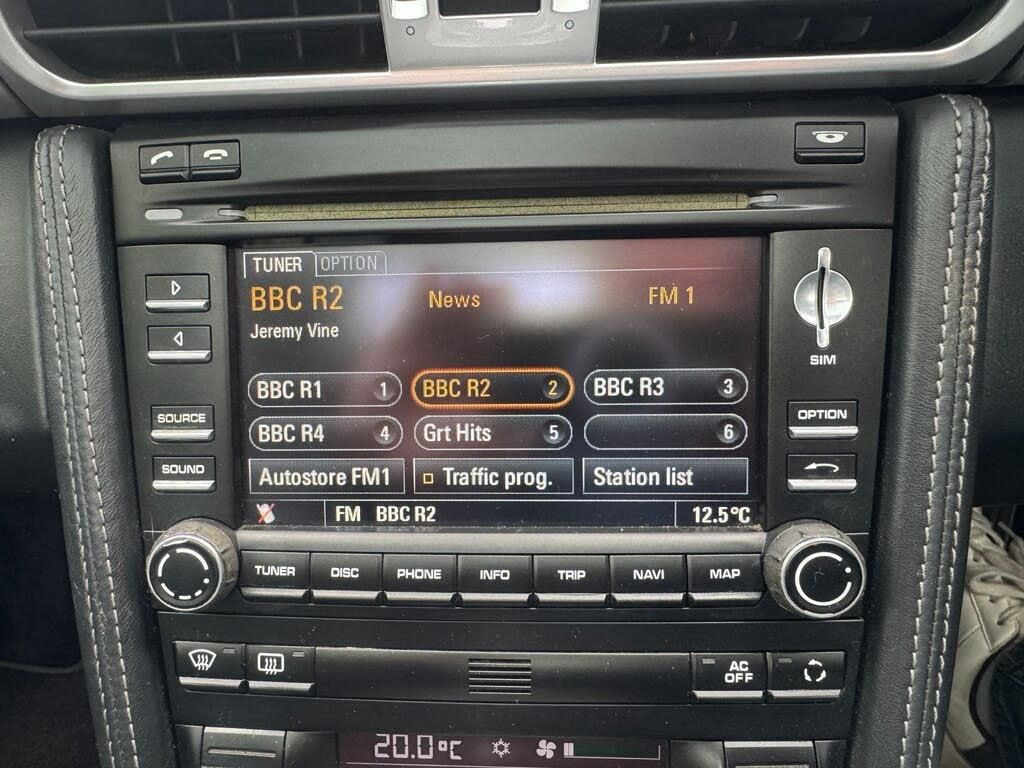 TUNER OPTION
BBC R2 News FM 1
Jeremy Vine
BBC R1 1 BBC R2 2 BBC R3 3
BBC R4 4 Grt Hits 5 6
Autostore FM1 Traffic prog. Station list
FM BBC R2 12.5°C
SIM
SOURCE
SOUND
OPTION
TUNER DISC PHONE INFO TRIP NAVI MAP
AC
OFF
20.0°C